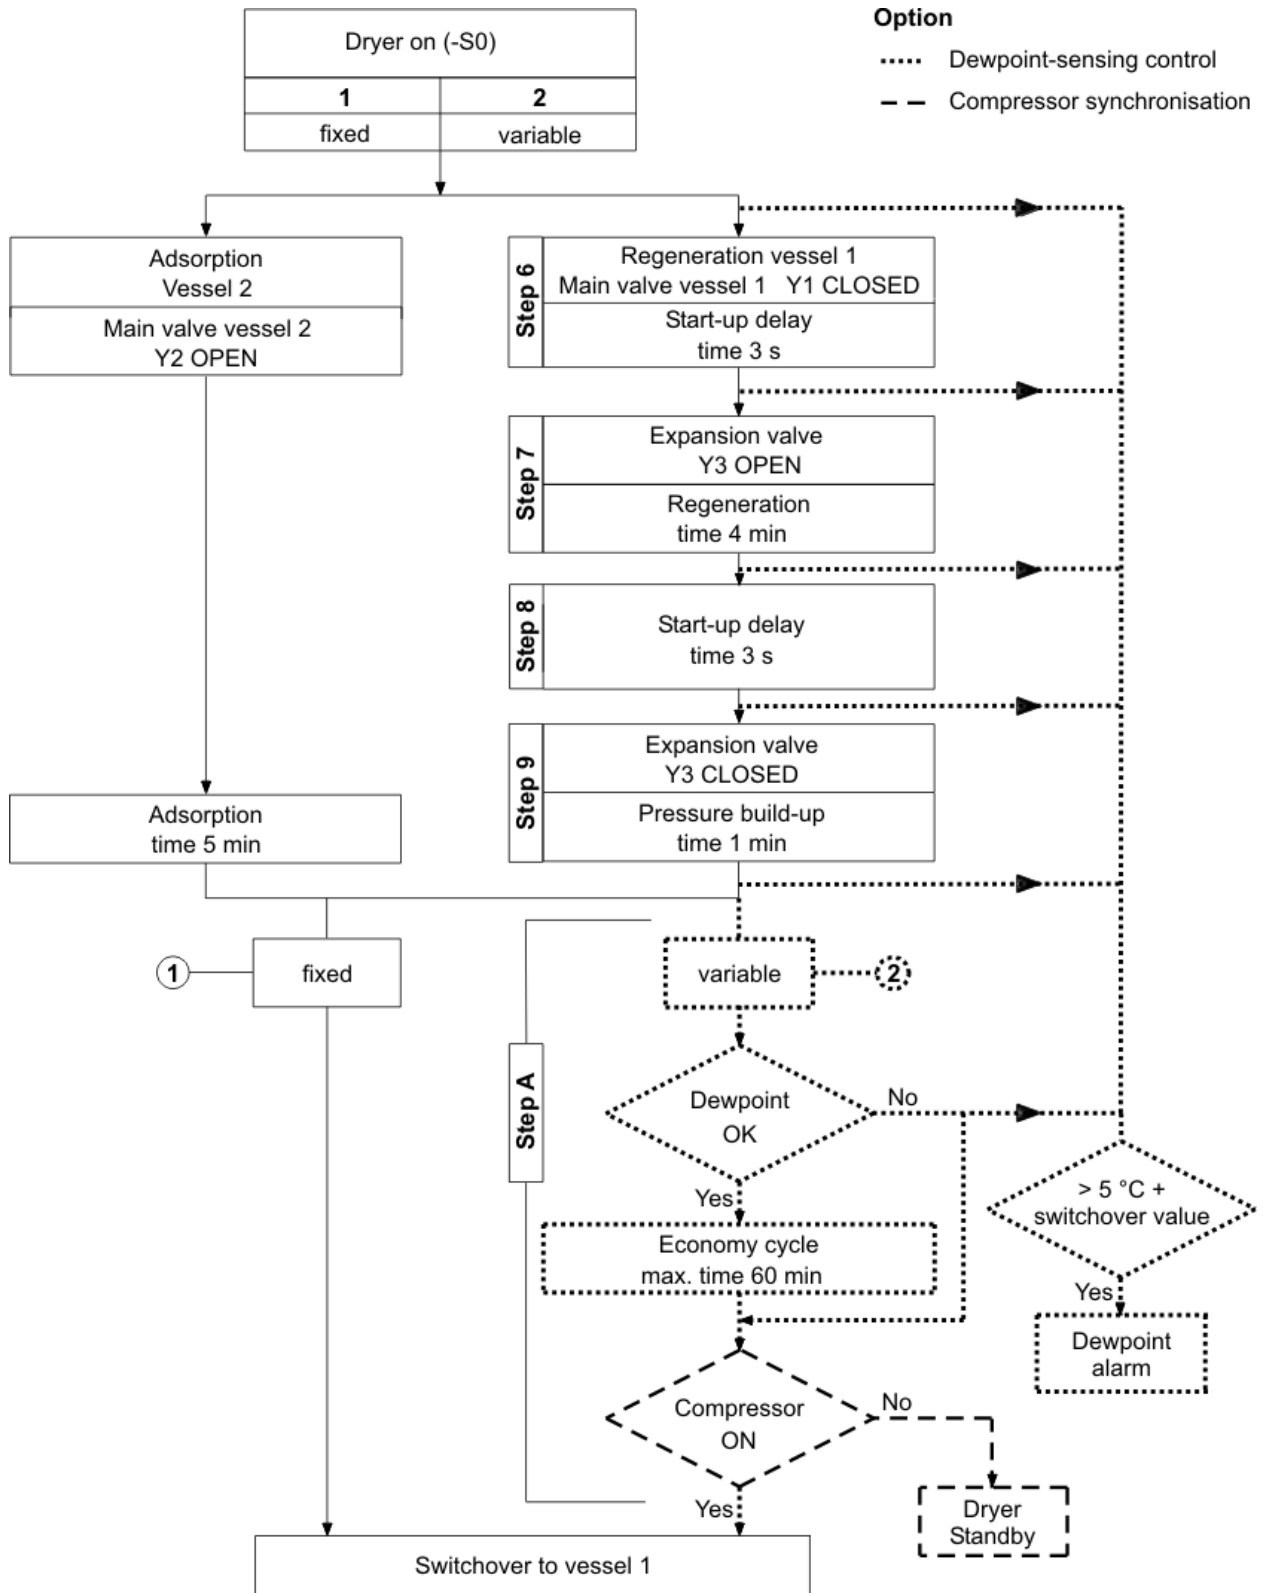 Dryer on (-S0)
1
2
fixed
variable
Option
Dewpoint-sensing control
Compressor synchronisation
Adsorption
Vessel 2
Main valve vessel 2
Y2 OPEN
Step 6
Regeneration vessel 1
Main valve vessel 1 Y1 CLOSED
Start-up delay
time 3 s
Step 7
Expansion valve
Y3 OPEN
Regeneration
time 4 min
Step 8
Start-up delay
time 3 s
Step 9
Expansion valve
Y3 CLOSED
Pressure build-up
time 1 min
Adsorption
time 5 min
1
fixed
variable
2
Step A
Dewpoint
OK
No
Yes
> 5 °C +
switchover value
Yes
Dewpoint
alarm
Economy cycle
max. time 60 min
Compressor
ON
No
Yes
Dryer
Standby
Switchover to vessel 1